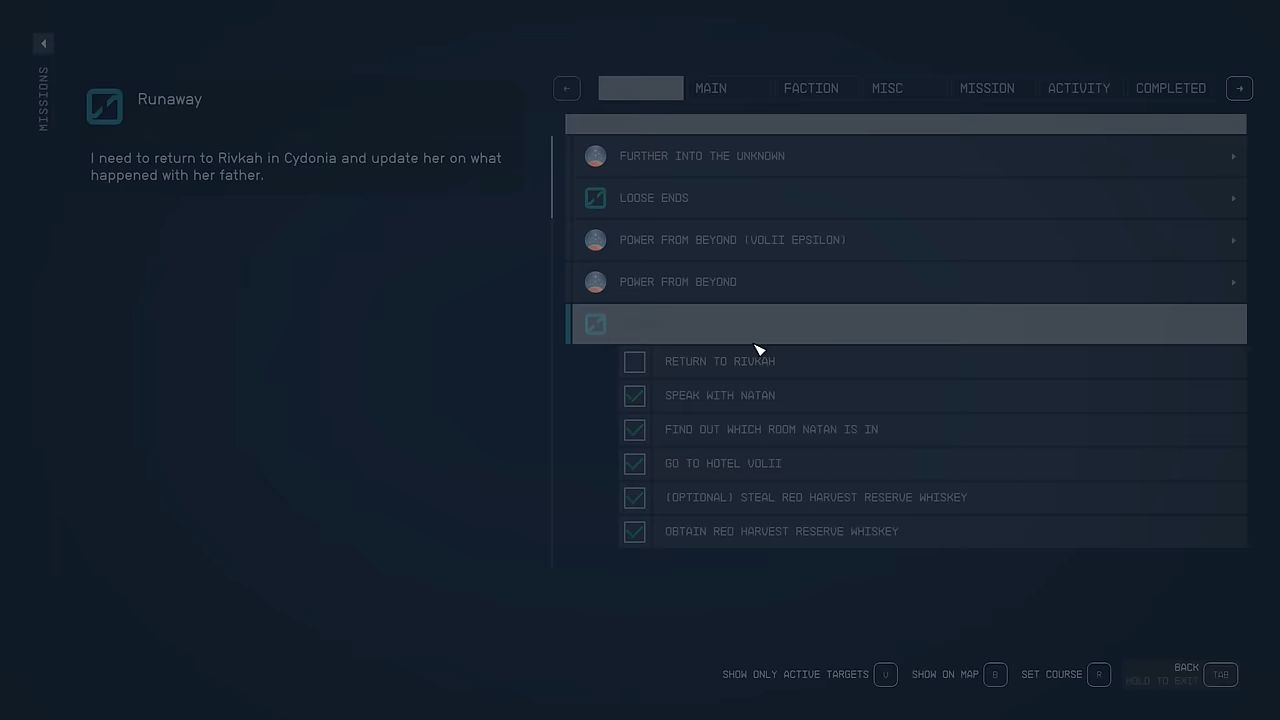 MISSIONS
Runaway
I need to return to Rivkah in Cydonia and update her on what
happened with her father.
MAIN
FACTION
MISC
MISSION
ACTIVITY
COMPLETED
FURTHER INTO THE UNKNOWN
LOOSE ENDS
POWER FROM BEYOND (VOLII EPSILON)
POWER FROM BEYOND
RETURN TO RIVKAH
SPEAK WITH NATAN
FIND OUT WHICH ROOM NATAN IS IN
GO TO HOTEL VOLII
(OPTIONAL) STEAL RED HARVEST RESERVE WHISKEY
OBTAIN RED HARVEST RESERVE WHISKEY
SHOW ONLY ACTIVE TARGETS V
SHOW ON MAP G
SET COURSE R
BACK TAB
HOLD TO EXIT